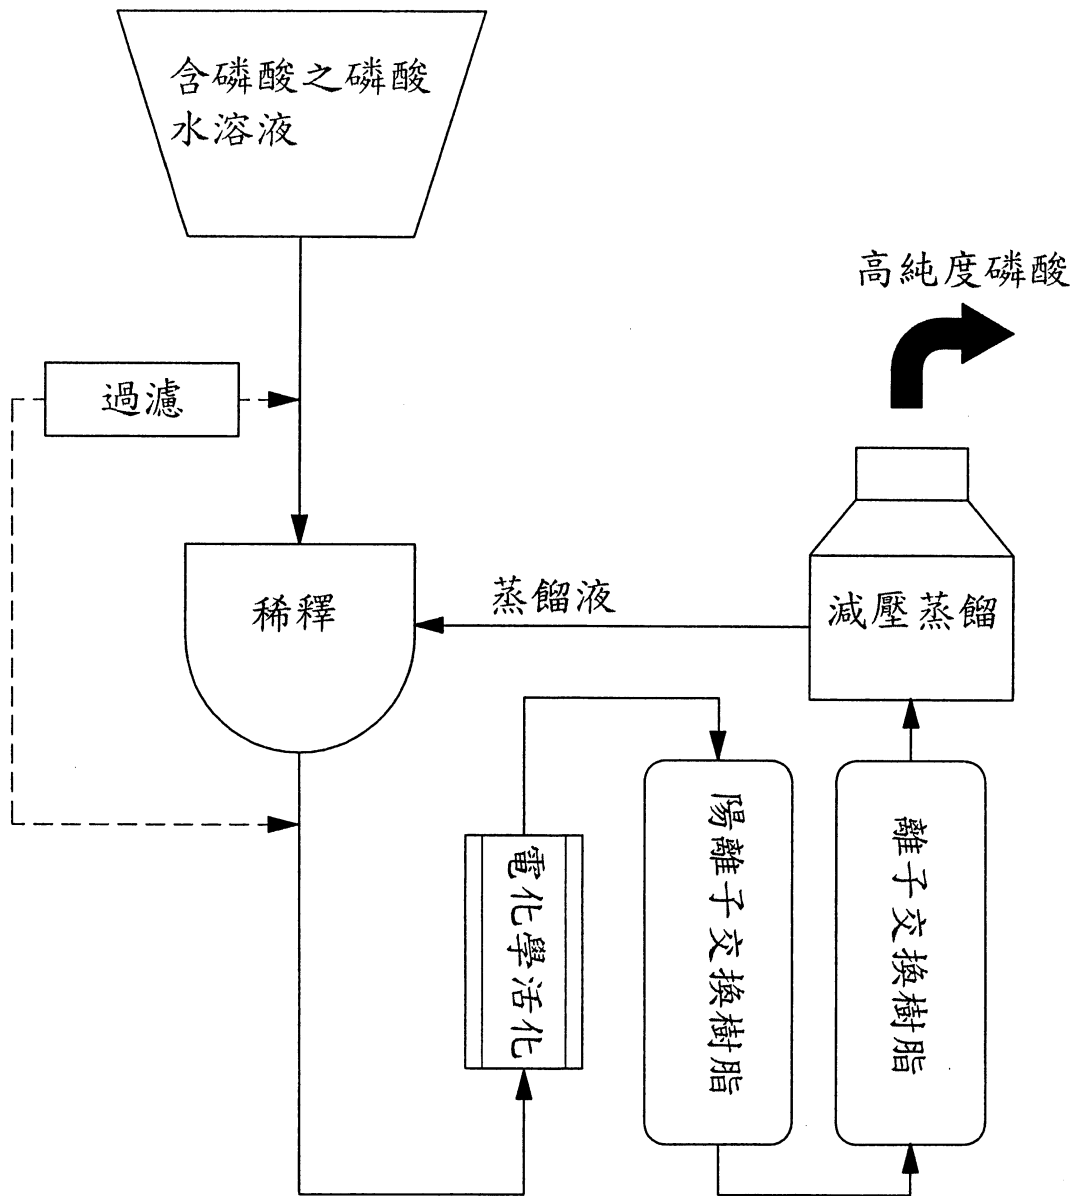 含磷酸之磷酸
水溶液
高純度磷酸
過濾
稀釋
蒸餾液
減壓蒸餾
電化學活化
陽離子交換樹脂
離子交換樹脂